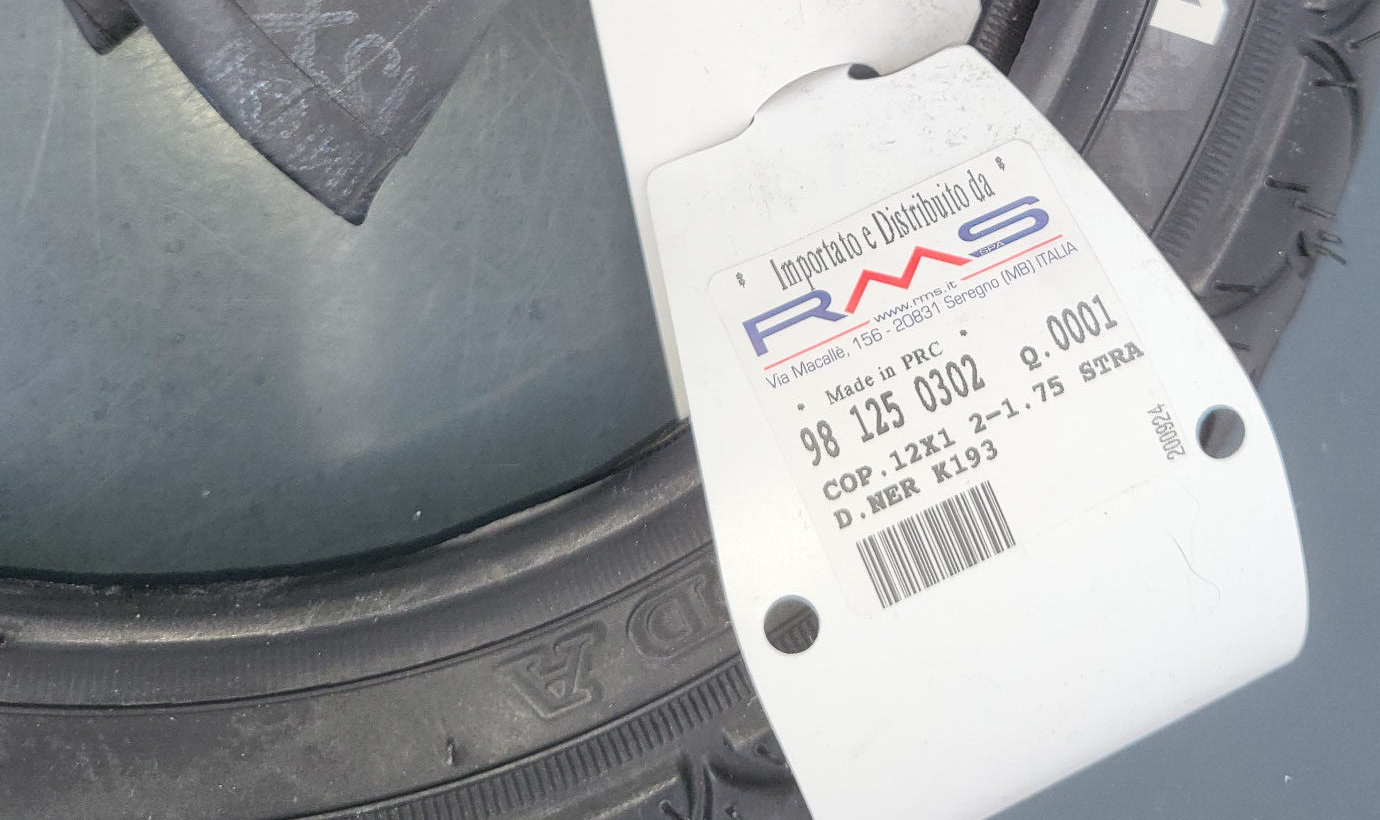 * Importato e Distribuito da *
RMS
SPA
www.rms.it
Via Macallè, 156 - 20831 Seregno (MB) ITALIA
* Made in PRC *
98 125 0302 Q.0001
COP.12X1 2-1.75 STRA
D.NER K193
200924
DA